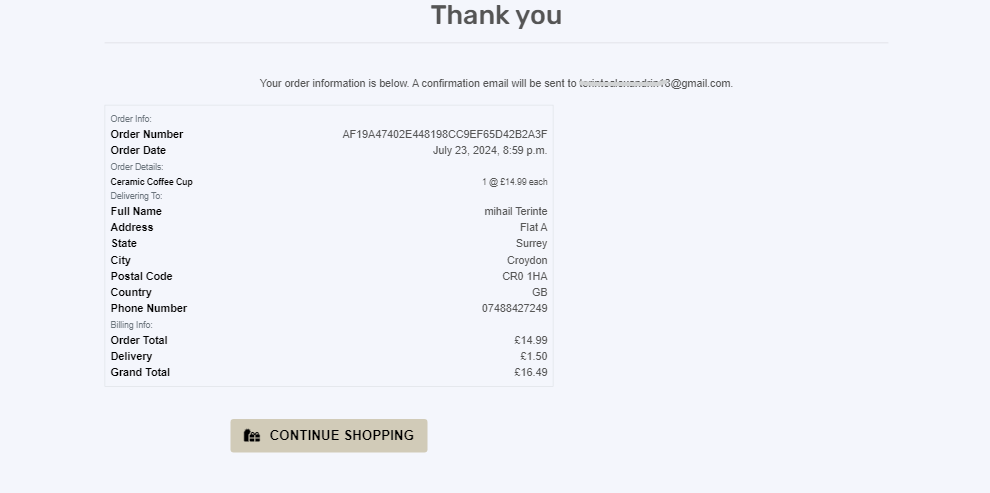 Thank you
Your order information is below. A confirmation email will be sent to @gmail.com.
Order Info:
Order Number AF19A47402E448198CC9EF65D42B2A3F
Order Date July 23, 2024, 8:59 p.m.
Order Details:
Ceramic Coffee Cup 1 @ £14.99 each
Delivering To:
Full Name mihail Terinte
Address Flat A
State Surrey
City Croydon
Postal Code CR0 1HA
Country GB
Phone Number 07488427249
Billing Info:
Order Total £14.99
Delivery £1.50
Grand Total £16.49
CONTINUE SHOPPING